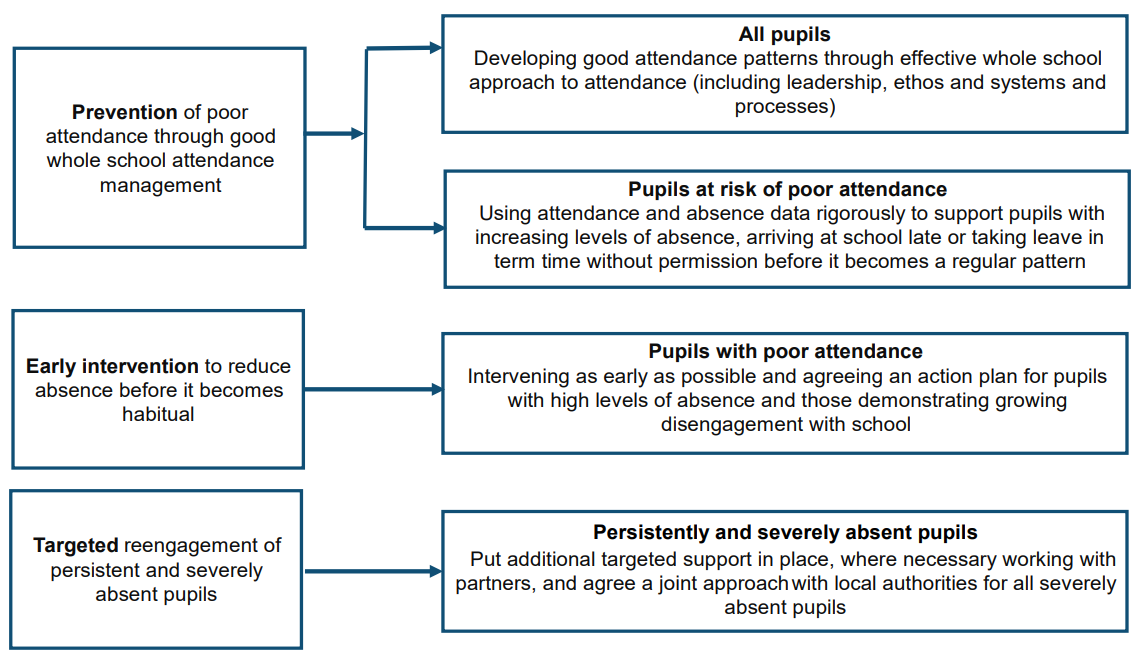 Prevention of poor
attendance through good
whole school attendance
management
All pupils
Developing good attendance patterns through effective whole school
approach to attendance (including leadership, ethos and systems and
processes)
Pupils at risk of poor attendance
Using attendance and absence data rigorously to support pupils with
increasing levels of absence, arriving at school late or taking leave in
term time without permission before it becomes a regular pattern
Early intervention to reduce
absence before it becomes
habitual
Pupils with poor attendance
Intervening as early as possible and agreeing an action plan for pupils
with high levels of absence and those demonstrating growing
disengagement with school
Targeted reengagement of
persistent and severely
absent pupils
Persistently and severely absent pupils
Put additional targeted support in place, where necessary working with
partners, and agree a joint approach with local authorities for all severely
absent pupils